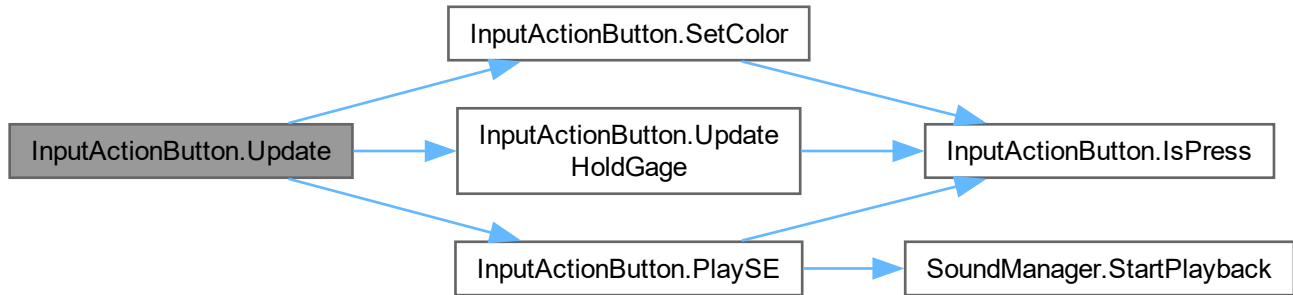 InputActionButton.SetColor
InputActionButton.Update
InputActionButton.Update
HoldGage
InputActionButton.IsPress
InputActionButton.PlaySE
SoundManager.StartPlayback